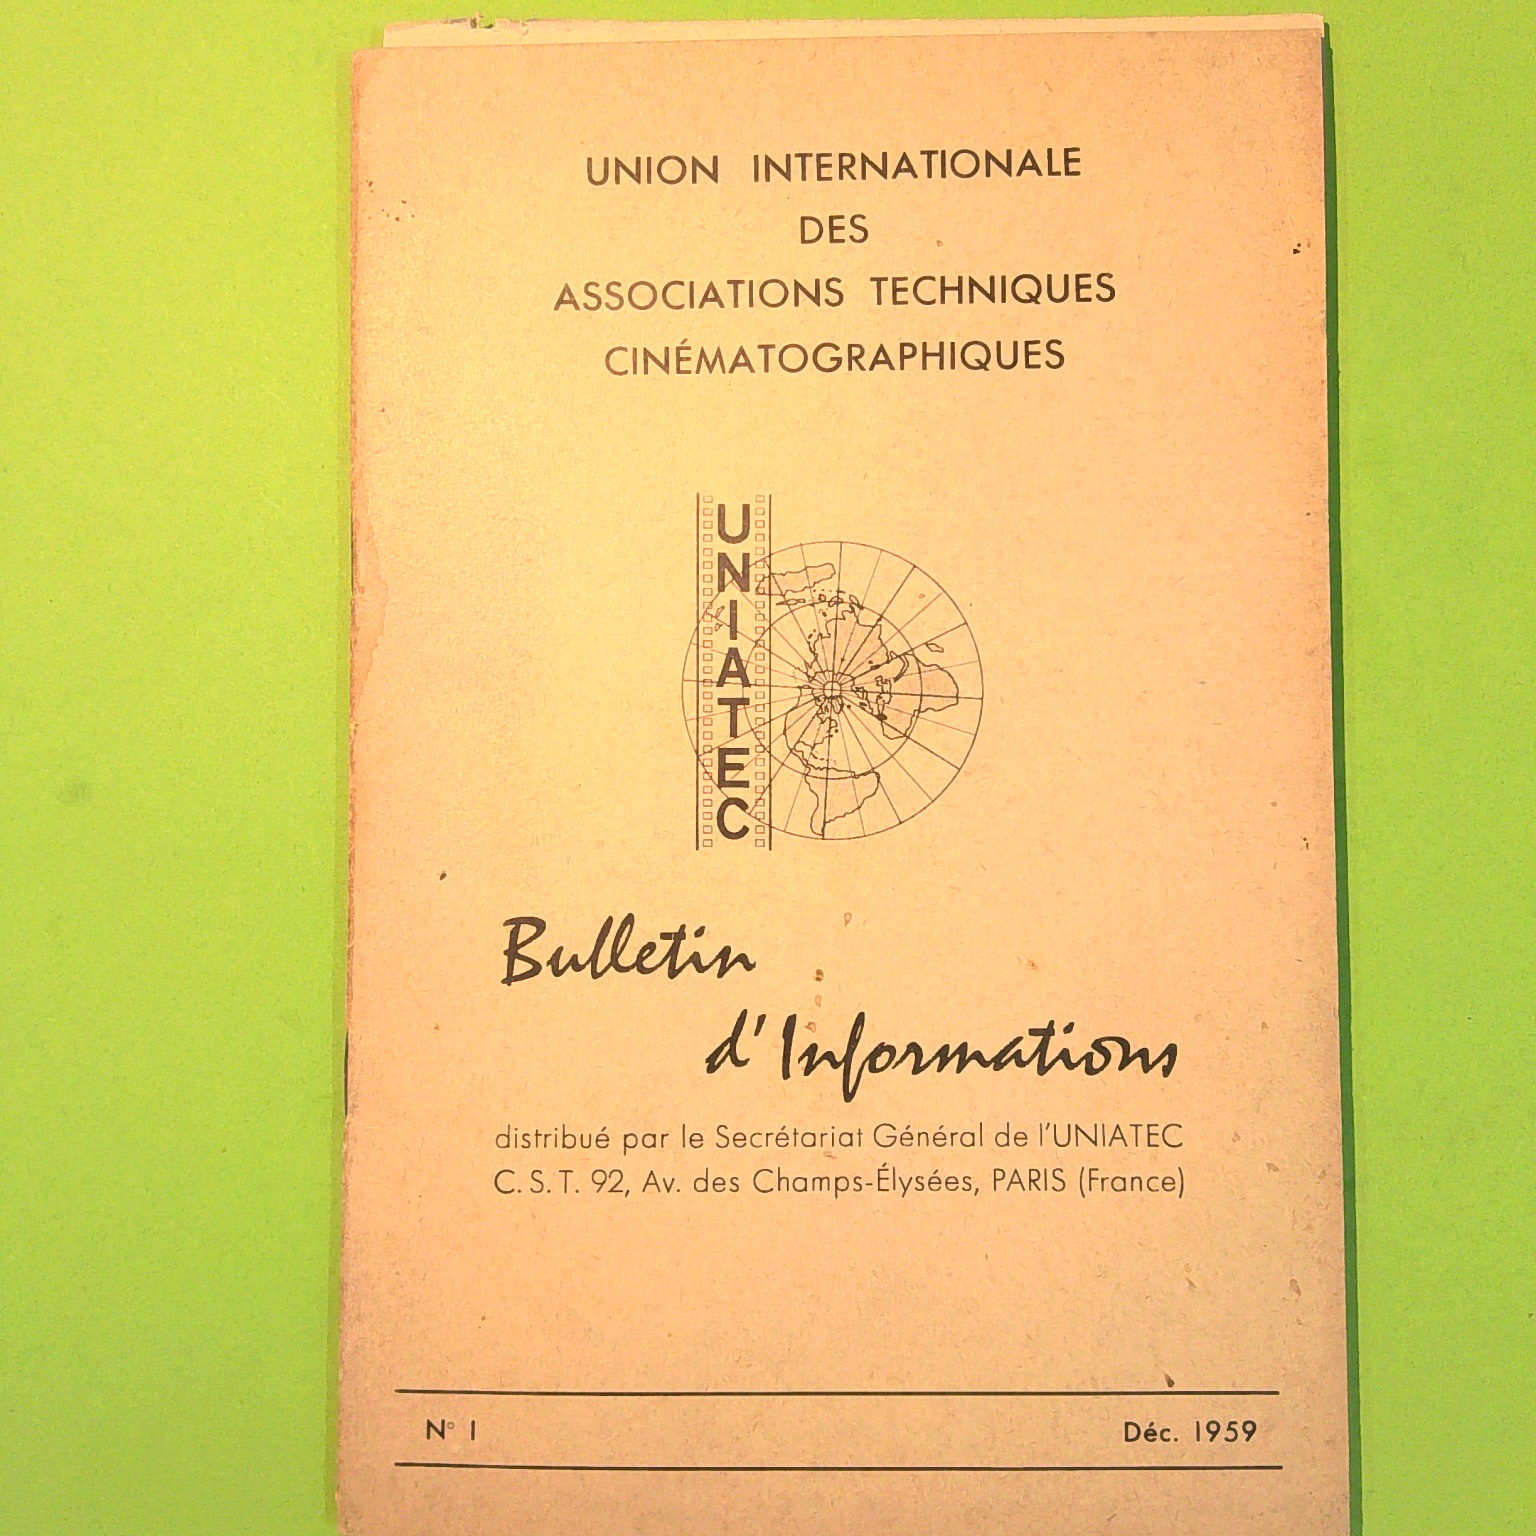 UNION INTERNATIONALE
DES
ASSOCIATIONS TECHNIQUES
CINÉMATOGRAPHIQUES
UNIATEC
Bulletin
d'Informations
distribué par le Secrétariat Général de l'UNIATEC
C.S.T. 92, Av. des Champs-Élysées, PARIS (France)
N° 1
Déc. 1959